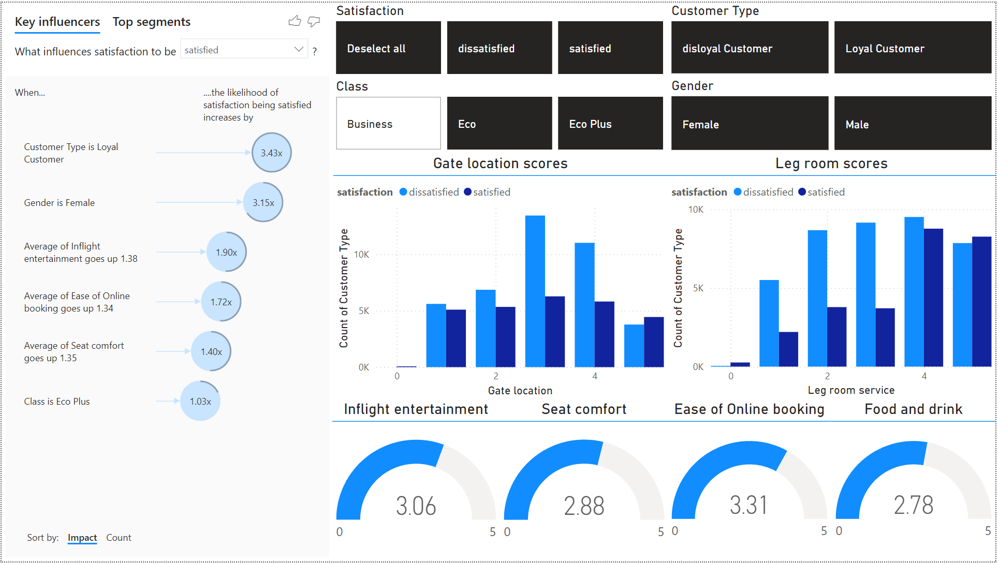 Key influencers
Top segments
What influences satisfaction to be
satisfied
?
When...
....the likelihood of
satisfaction being satisfied
increases by
Customer Type is Loyal
Customer
3.43x
Gender is Female
3.15x
Average of Inflight
entertainment goes up 1.38
1.90x
Average of Ease of Online
booking goes up 1.34
1.72x
Average of Seat comfort
goes up 1.35
1.40x
Class is Eco Plus
1.03x
Sort by:
Impact
Count
Satisfaction
Deselect all
dissatisfied
satisfied
Customer Type
disloyal Customer
Loyal Customer
Class
Business
Eco
Eco Plus
Gender
Female
Male
Gate location scores
satisfaction
dissatisfied
satisfied
Count of Customer Type
10K
5K
0K
0
2
4
Gate location
Leg room scores
satisfaction
dissatisfied
satisfied
Count of Customer Type
10K
5K
0K
0
2
4
Leg room service
Inflight entertainment
3.06
0
5
Seat comfort
2.88
0
5
Ease of Online booking
3.31
0
5
Food and drink
2.78
0
5